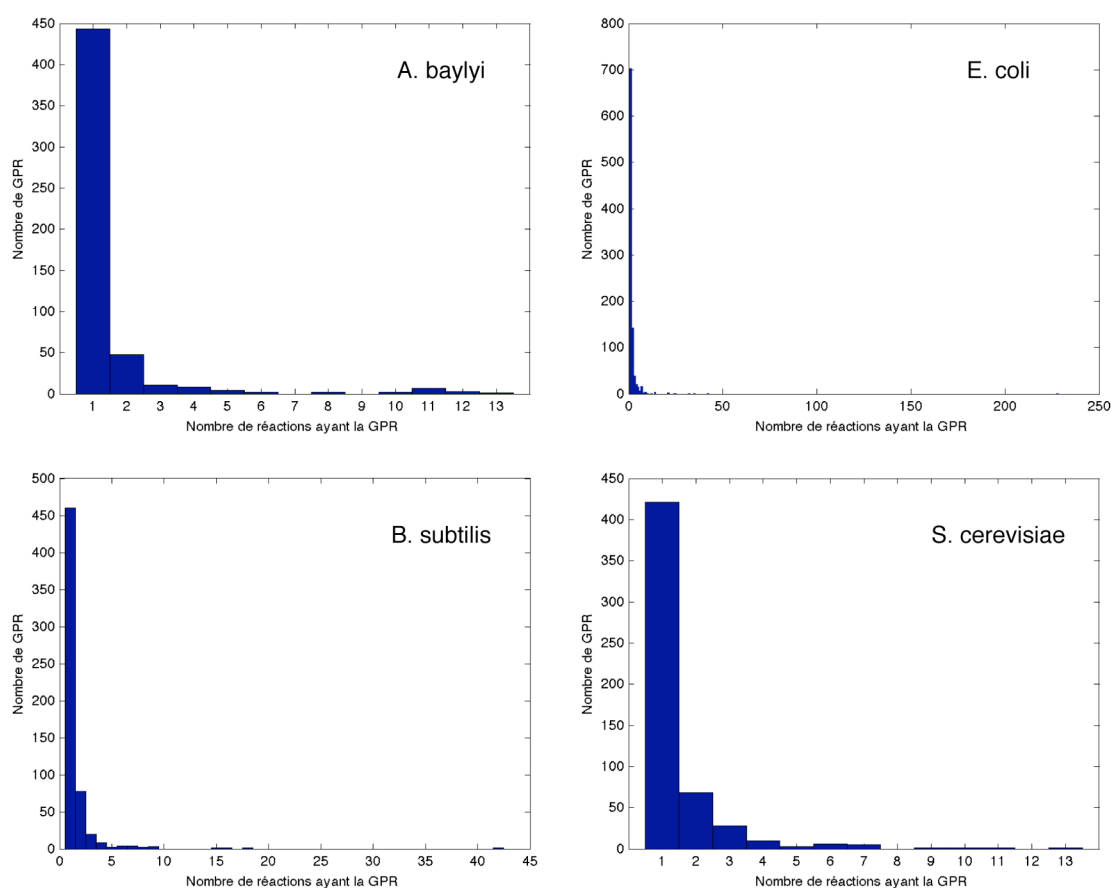 A. baylyi
Nombre de GPR
450
400
350
300
250
200
150
100
50
0
1 2 3 4 5 6 7 8 9 10 11 12 13
Nombre de réactions ayant la GPR
E. coli
Nombre de GPR
800
700
600
500
400
300
200
100
0
0 50 100 150 200 250
Nombre de réactions ayant la GPR
B. subtilis
Nombre de GPR
500
450
400
350
300
250
200
150
100
50
0
0 5 10 15 20 25 30 35 40 45
Nombre de réactions ayant la GPR
S. cerevisiae
Nombre de GPR
450
400
350
300
250
200
150
100
50
0
1 2 3 4 5 6 7 8 9 10 11 12 13
Nombre de réactions ayant la GPR